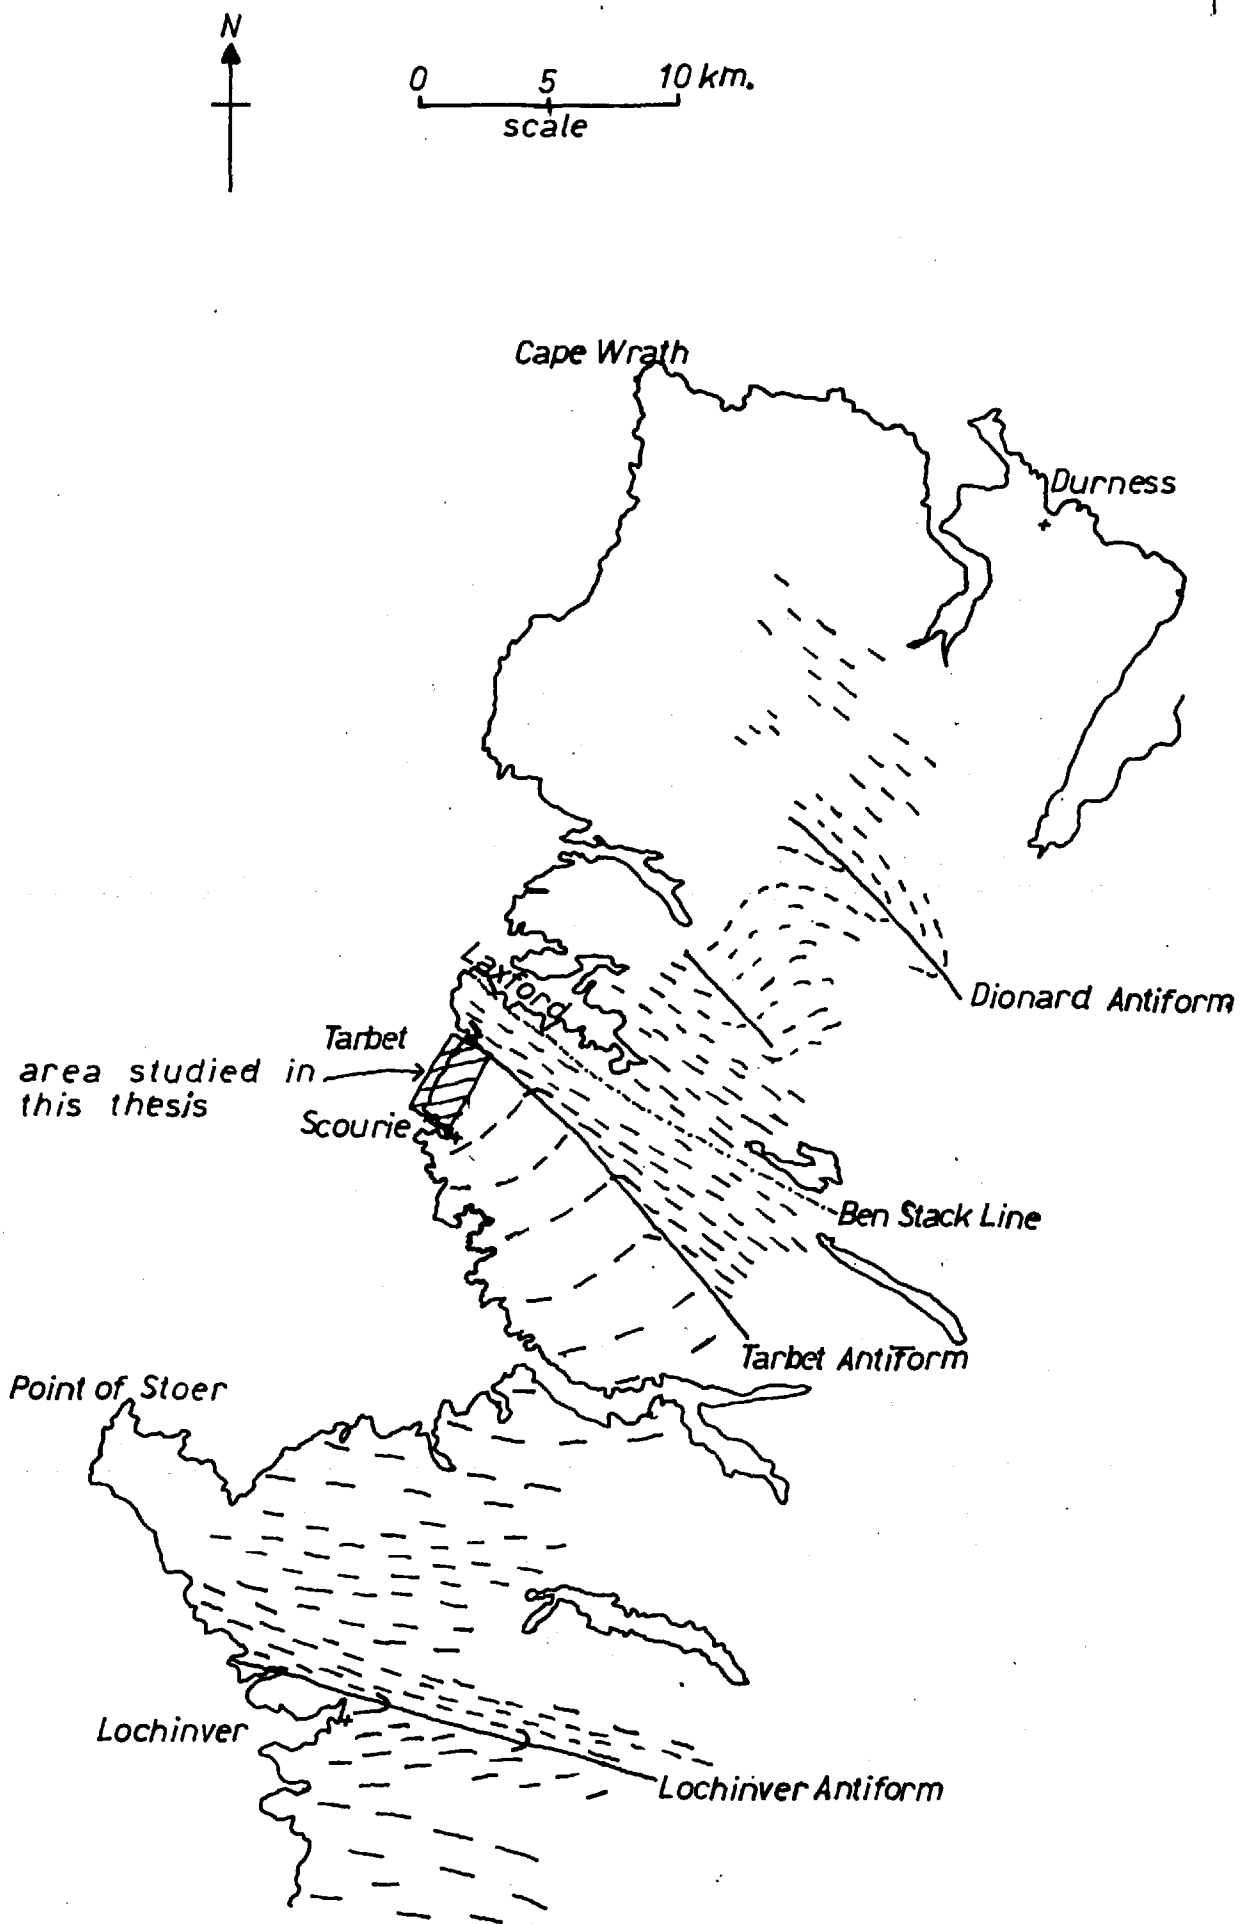 N
0 5 10 km.
scale
Cape Wrath
Durness
Laxford
Dionard Antiform
Tarbet
area studied in
this thesis
Scourie
Ben Stack Line
Tarbet Antiform
Point of Stoer
Lochinver
Lochinver Antiform